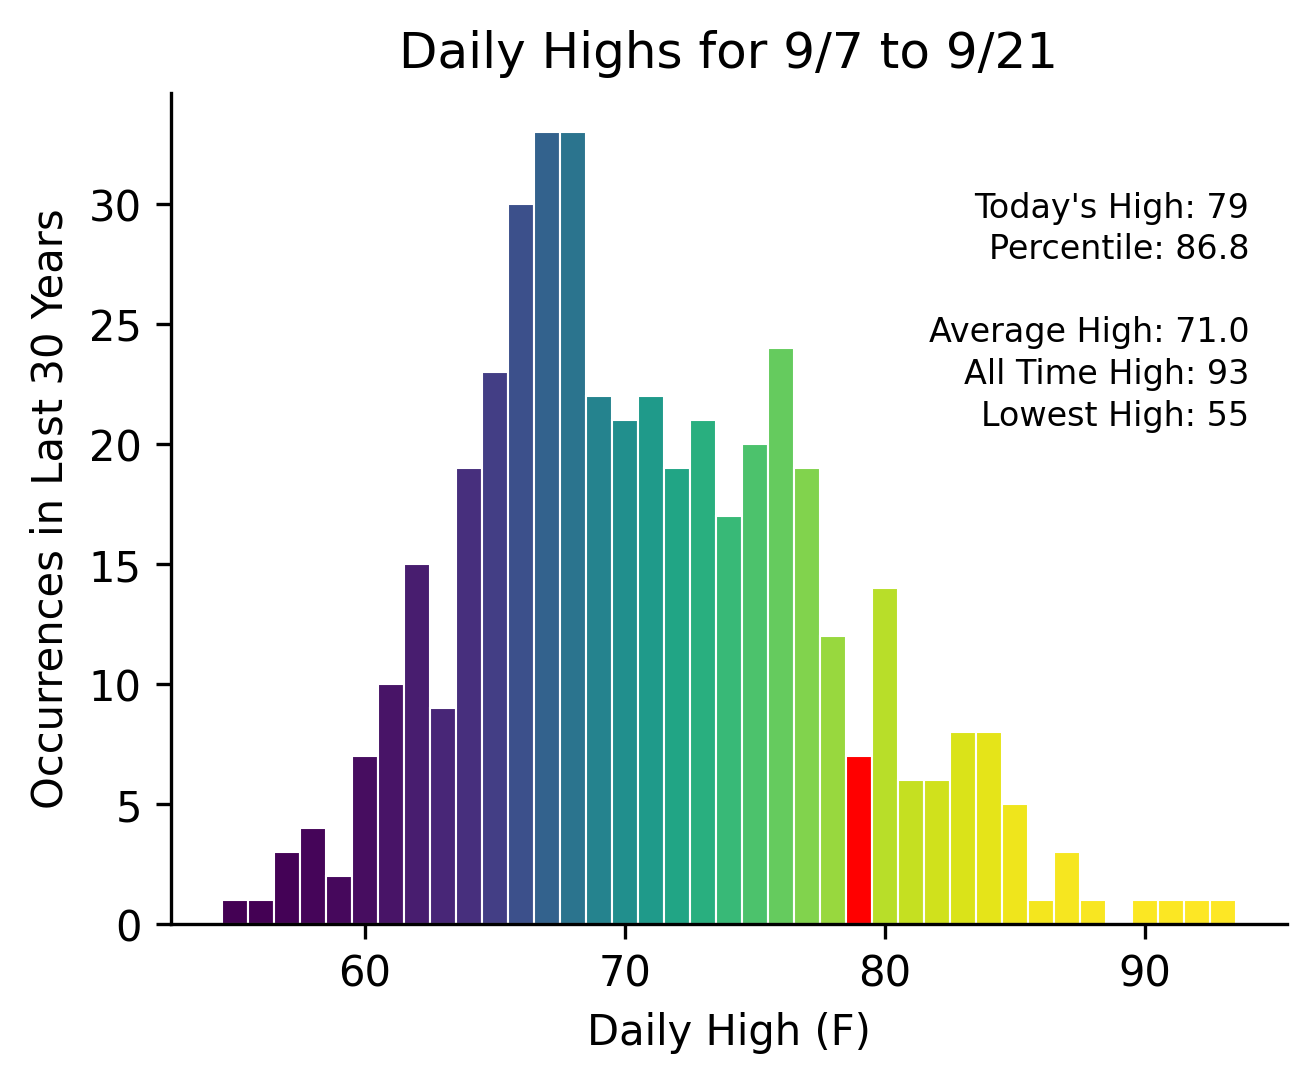 Daily Highs for 9/7 to 9/21
Occurrences in Last 30 Years
30
25
20
15
10
5
0
Today's High: 79
Percentile: 86.8
Average High: 71.0
All Time High: 93
Lowest High: 55
60 70 80 90
Daily High (F)